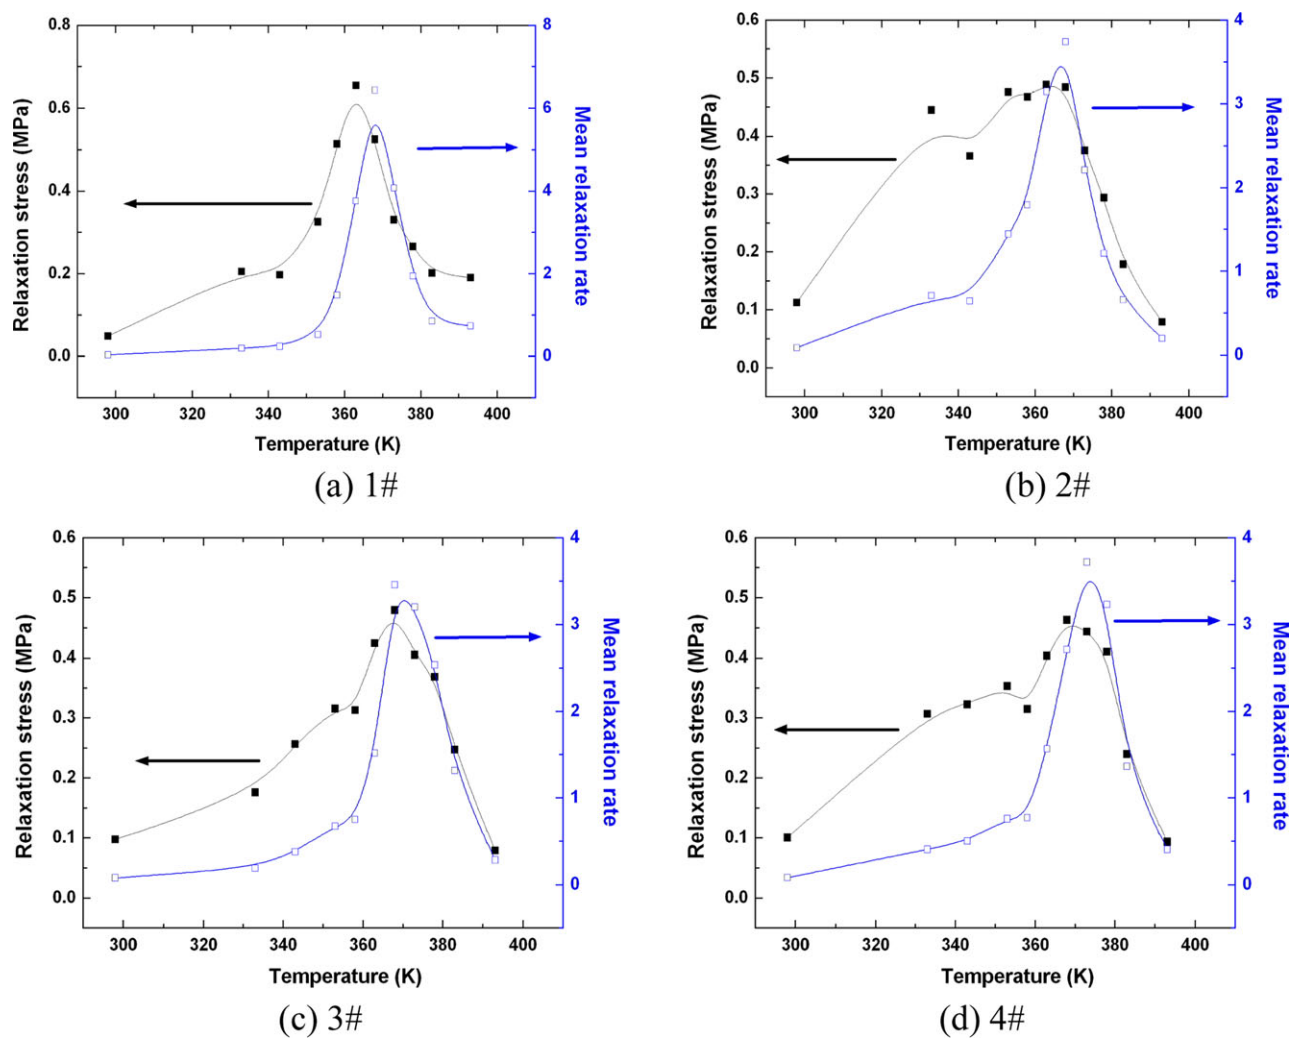 0.8
0.6
0.4
0.2
0.0
Relaxation stress (MPa)
8
6
4
2
0
Mean relaxation rate
300 320 340 360 380 400
Temperature (K)
(a) 1#
0.6
0.5
0.4
0.3
0.2
0.1
0.0
Relaxation stress (MPa)
4
3
2
1
0
Mean relaxation rate
300 320 340 360 380 400
Temperature (K)
(b) 2#
0.6
0.5
0.4
0.3
0.2
0.1
0.0
Relaxation stress (MPa)
4
3
2
1
0
Mean relaxation rate
300 320 340 360 380 400
Temperature (K)
(c) 3#
0.6
0.5
0.4
0.3
0.2
0.1
0.0
Relaxation stress (MPa)
4
3
2
1
0
Mean relaxation rate
300 320 340 360 380 400
Temperature (K)
(d) 4#